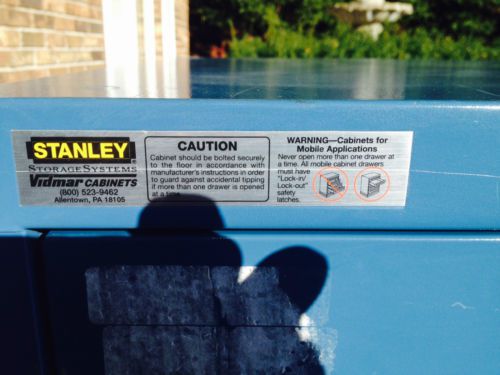 STANLEY
STORAGESYSTEMS
Vidmar CABINETS
(800) 523-9462
Allentown, PA 18105
CAUTION
Cabinet should be bolted securely
to the floor in accordance with
manufacturer's instructions in order
to guard against accidental tipping
if more than one drawer is opened
at a time.
WARNING—Cabinets for
Mobile Applications
Never open more than one drawer at
a time. All mobile cabinet drawers
must have
"Lock-in/
Lock-out"
safety
latches.